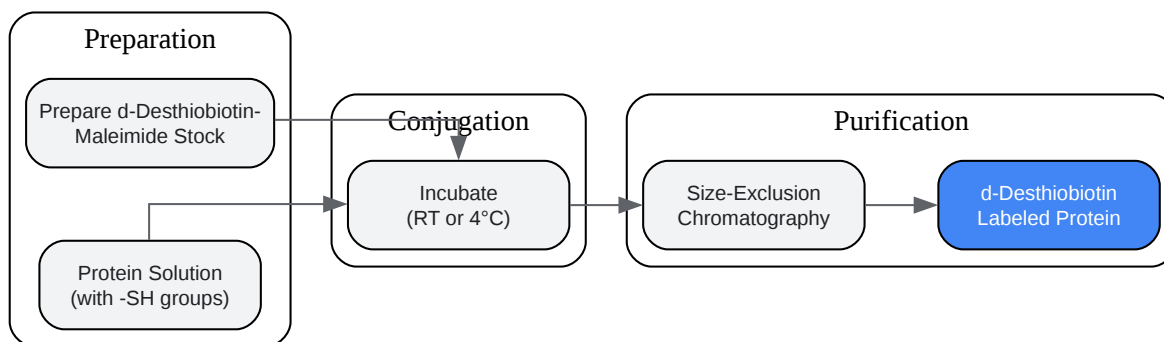 Preparation
Prepare d-Desthiobiotin-
Maleimide Stock
Protein Solution
(with -SH groups)
Conjugation
Incubate
(RT or 4°C)
Purification
Size-Exclusion
Chromatography
d-Desthiobiotin
Labeled Protein